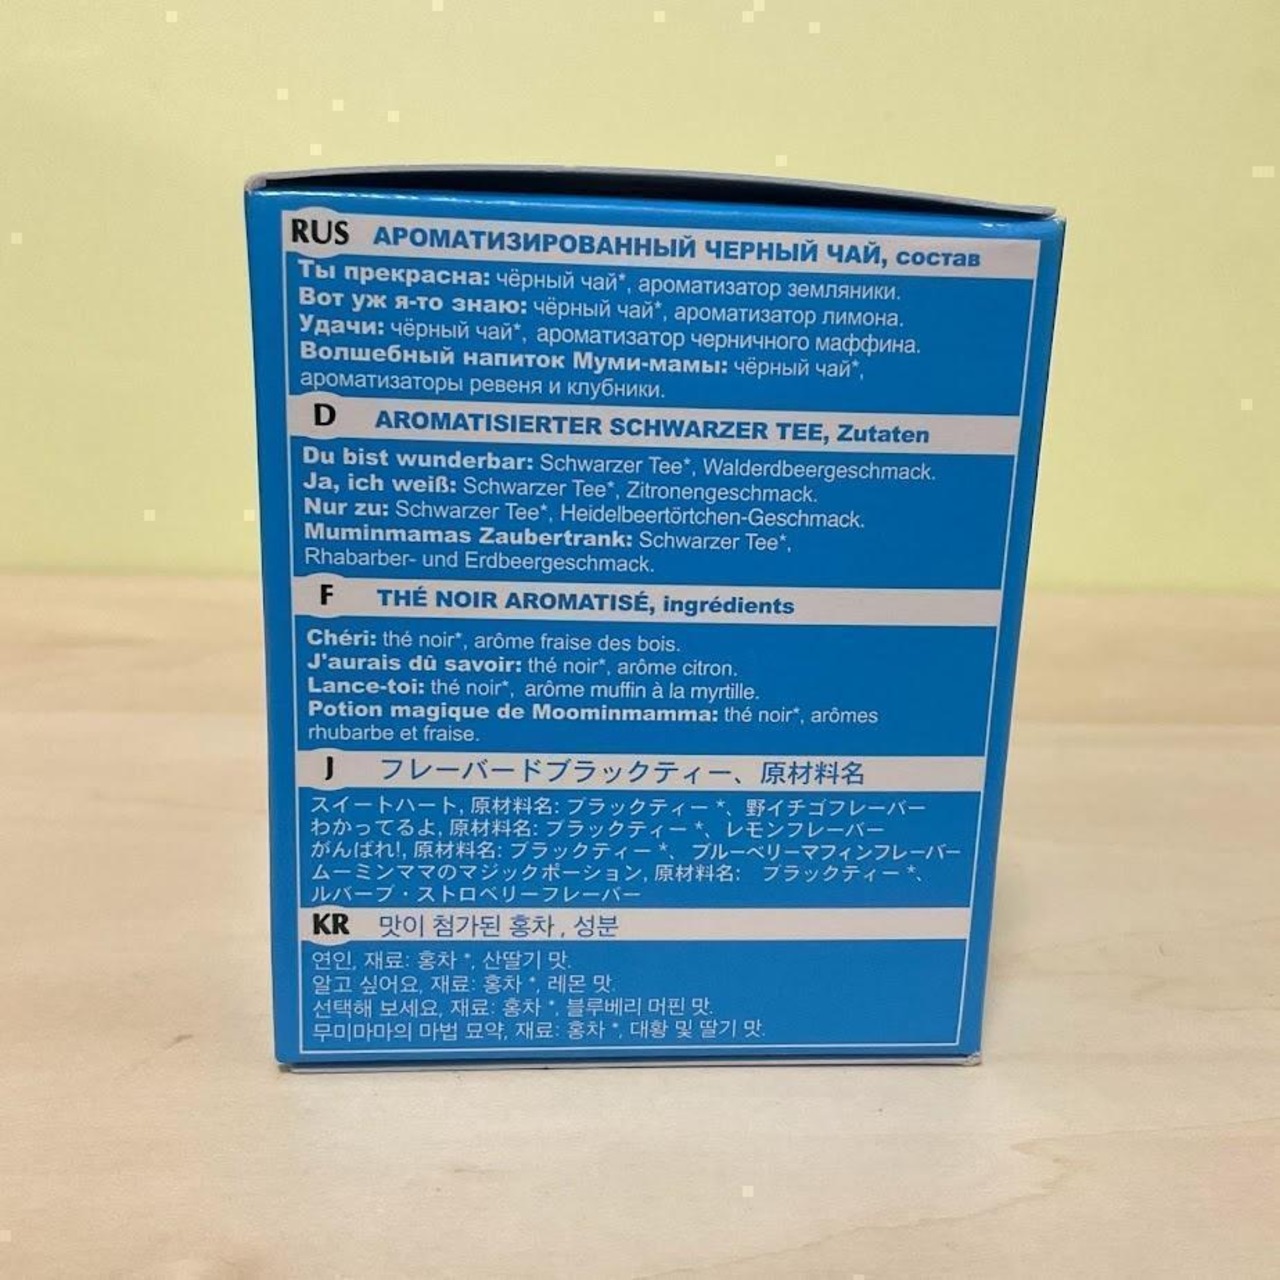 RUS АРОМАТИЗИРОВАННЫЙ ЧЕРНЫЙ ЧАЙ, состав
Ты прекрасна: чёрный чай*, ароматизатор земляники.
Вот уж я-то знаю: чёрный чай*, ароматизатор лимона.
Удачи: чёрный чай*, ароматизатор черничного маффина.
Волшебный напиток Муми-мамы: чёрный чай*,
ароматизаторы ревеня и клубники.
D AROMATISIERTER SCHWARZER TEE, Zutaten
Du bist wunderbar: Schwarzer Tee*, Walderdbeergeschmack.
Ja, ich weiß: Schwarzer Tee*, Zitronengeschmack.
Nur zu: Schwarzer Tee*, Heidelbeertörtchen-Geschmack.
Muminmamas Zaubertrank: Schwarzer Tee*,
Rhabarber- und Erdbeergeschmack.
F THÉ NOIR AROMATISÉ, ingrédients
Chéri: thé noir*, arôme fraise des bois.
J'aurais dû savoir: thé noir*, arôme citron.
Lance-toi: thé noir*, arôme muffin à la myrtille.
Potion magique de Moominmamma: thé noir*, arômes
rhubarbe et fraise.
J フレーバードブラックティー、原材料名
スイートハート, 原材料名: ブラックティー *、野イチゴフレーバー
わかってるよ, 原材料名: ブラックティー *、レモンフレーバー
がんばれ!, 原材料名: ブラックティー *、 ブルーベリーマフィンフレーバー
ムーミンママのマジックポーション, 原材料名: ブラックティー *、
ルバーブ・ストロベリーフレーバー
KR 맛이 첨가된 홍차 , 성분
연인, 재료: 홍차 *, 산딸기 맛.
알고 싶어요, 재료: 홍차 *, 레몬 맛.
선택해 보세요, 재료: 홍차 *, 블루베리 머핀 맛.
무미마마의 마법 묘약, 재료: 홍차 *, 대황 및 딸기 맛.